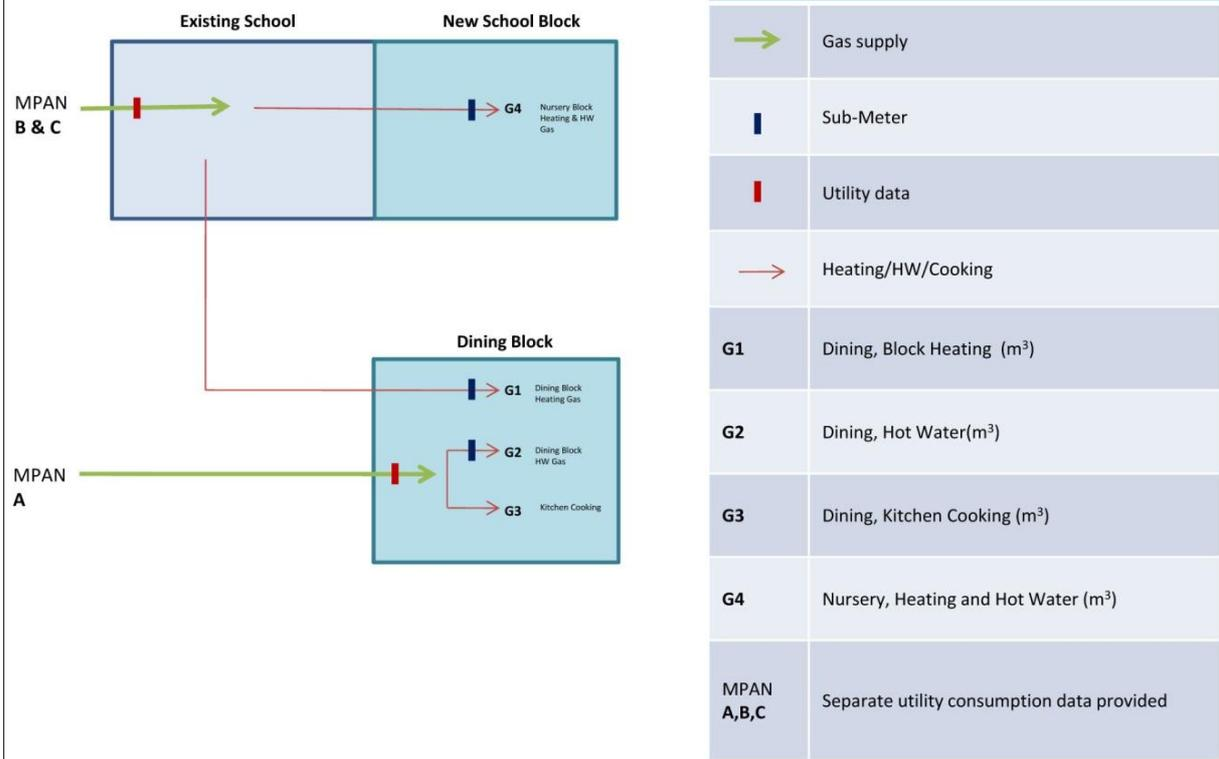 Existing School
New School Block
MPAN
B & C
G4
Nursery Block
Heating & HW
Gas
Dining Block
G1
Dining Block
Heating Gas
G2
Dining Block
HW Gas
MPAN
A
G3
Kitchen Cooking
Gas supply
Sub-Meter
Utility data
Heating/HW/Cooking
G1 Dining, Block Heating (m³)
G2 Dining, Hot Water(m³)
G3 Dining, Kitchen Cooking (m³)
G4 Nursery, Heating and Hot Water (m³)
MPAN
A,B,C
Separate utility consumption data provided